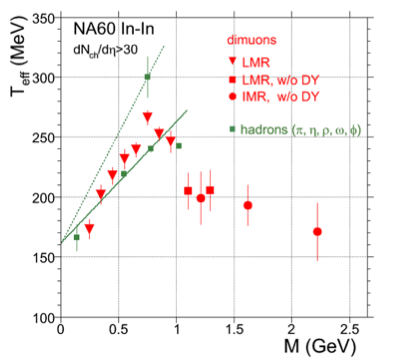 350
NA60 In-In
dN_ch/dη>30
T_eff (MeV)
dimuons
LMR
LMR, w/o DY
IMR, w/o DY
hadrons (π, η, ρ, ω, ϕ)
300
250
200
150
100
0 0.5 1 1.5 2 2.5
M (GeV)